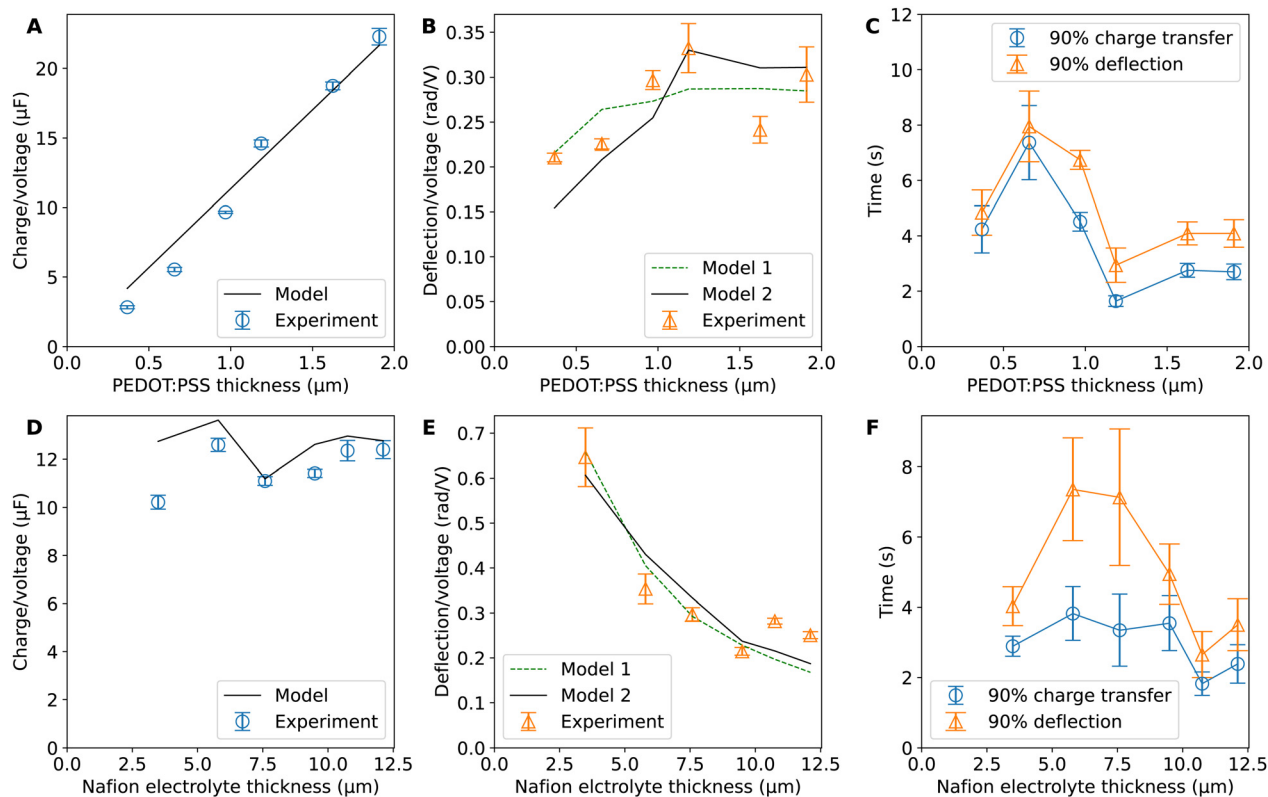 A
Charge/voltage (µF)
20
15
10
5
0
0.0 0.5 1.0 1.5 2.0
PEDOT:PSS thickness (µm)
Model
Experiment
B
Deflection/voltage (rad/V)
0.35
0.30
0.25
0.20
0.15
0.10
0.05
0.00
0.0 0.5 1.0 1.5 2.0
PEDOT:PSS thickness (µm)
Model 1
Model 2
Experiment
C
Time (s)
12
10
8
6
4
2
0
0.0 0.5 1.0 1.5 2.0
PEDOT:PSS thickness (µm)
90% charge transfer
90% deflection
D
Charge/voltage (µF)
12
10
8
6
4
2
0
0.0 2.5 5.0 7.5 10.0 12.5
Nafion electrolyte thickness (µm)
Model
Experiment
E
Deflection/voltage (rad/V)
0.7
0.6
0.5
0.4
0.3
0.2
0.1
0.0
0.0 2.5 5.0 7.5 10.0 12.5
Nafion electrolyte thickness (µm)
Model 1
Model 2
Experiment
F
Time (s)
8
6
4
2
0
0.0 2.5 5.0 7.5 10.0 12.5
Nafion electrolyte thickness (µm)
90% charge transfer
90% deflection